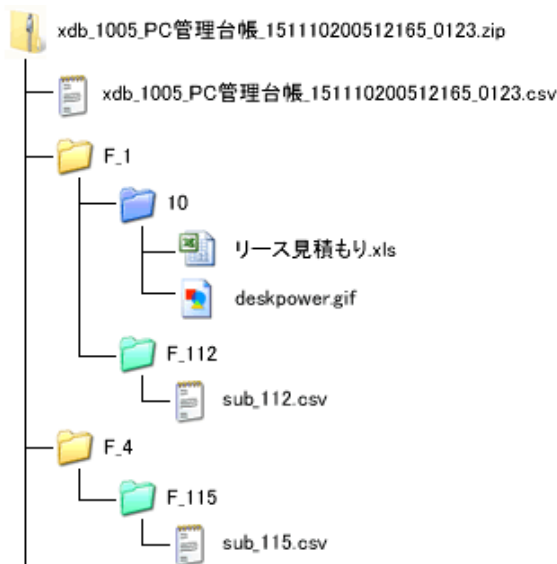 xdb_1005_PC管理台帳_151110200512165_0123.zip
xdb_1005_PC管理台帳_151110200512165_0123.csv
F_1
10
リース見積もり.xls
deskpower.gif
F_112
sub_112.csv
F_4
F_115
sub_115.csv